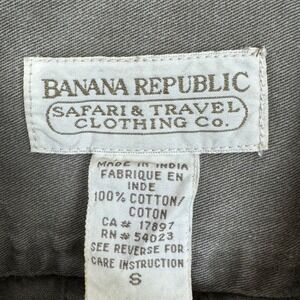 BANANA REPUBLIC
SAFARI & TRAVEL
CLOTHING CO.
MADE IN INDIA
FABRIQUE EN
INDE
100% COTTON/
COTON
CA# 17897
RN# 54023
SEE REVERSE FOR
CARE INSTRUCTION
S